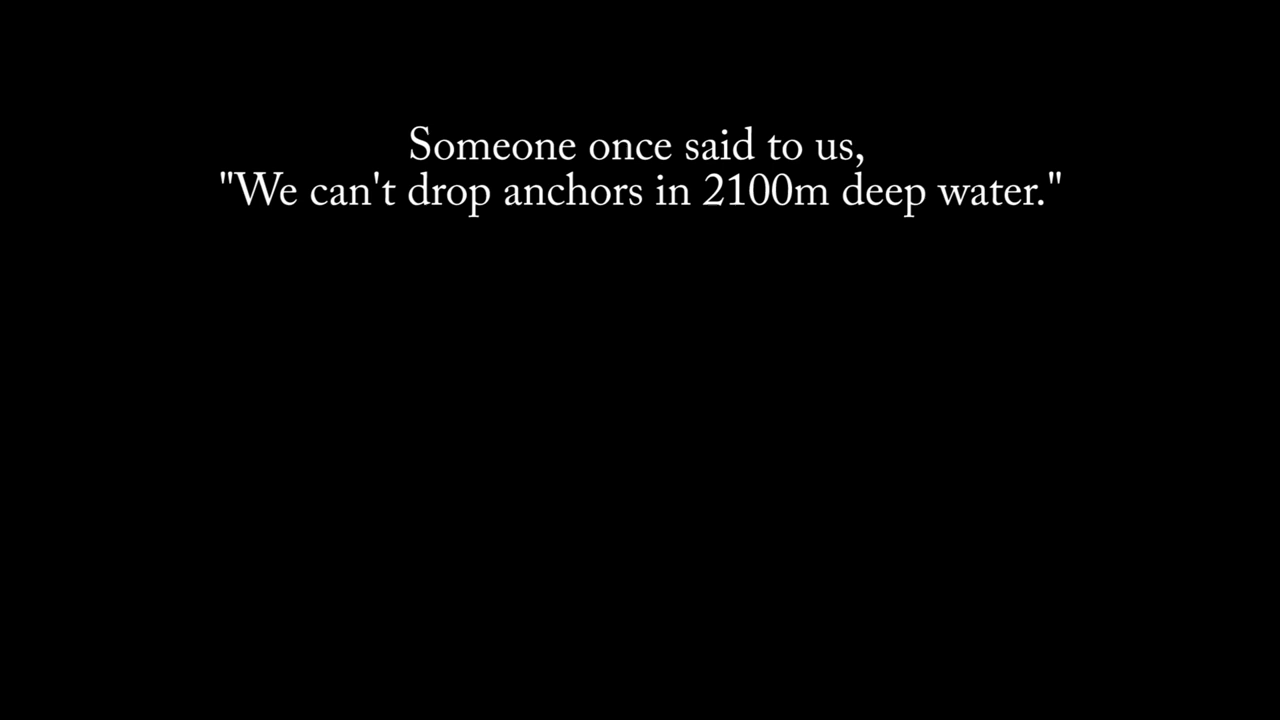 Someone once said to us,
"We can't drop anchors in 2100m deep water."